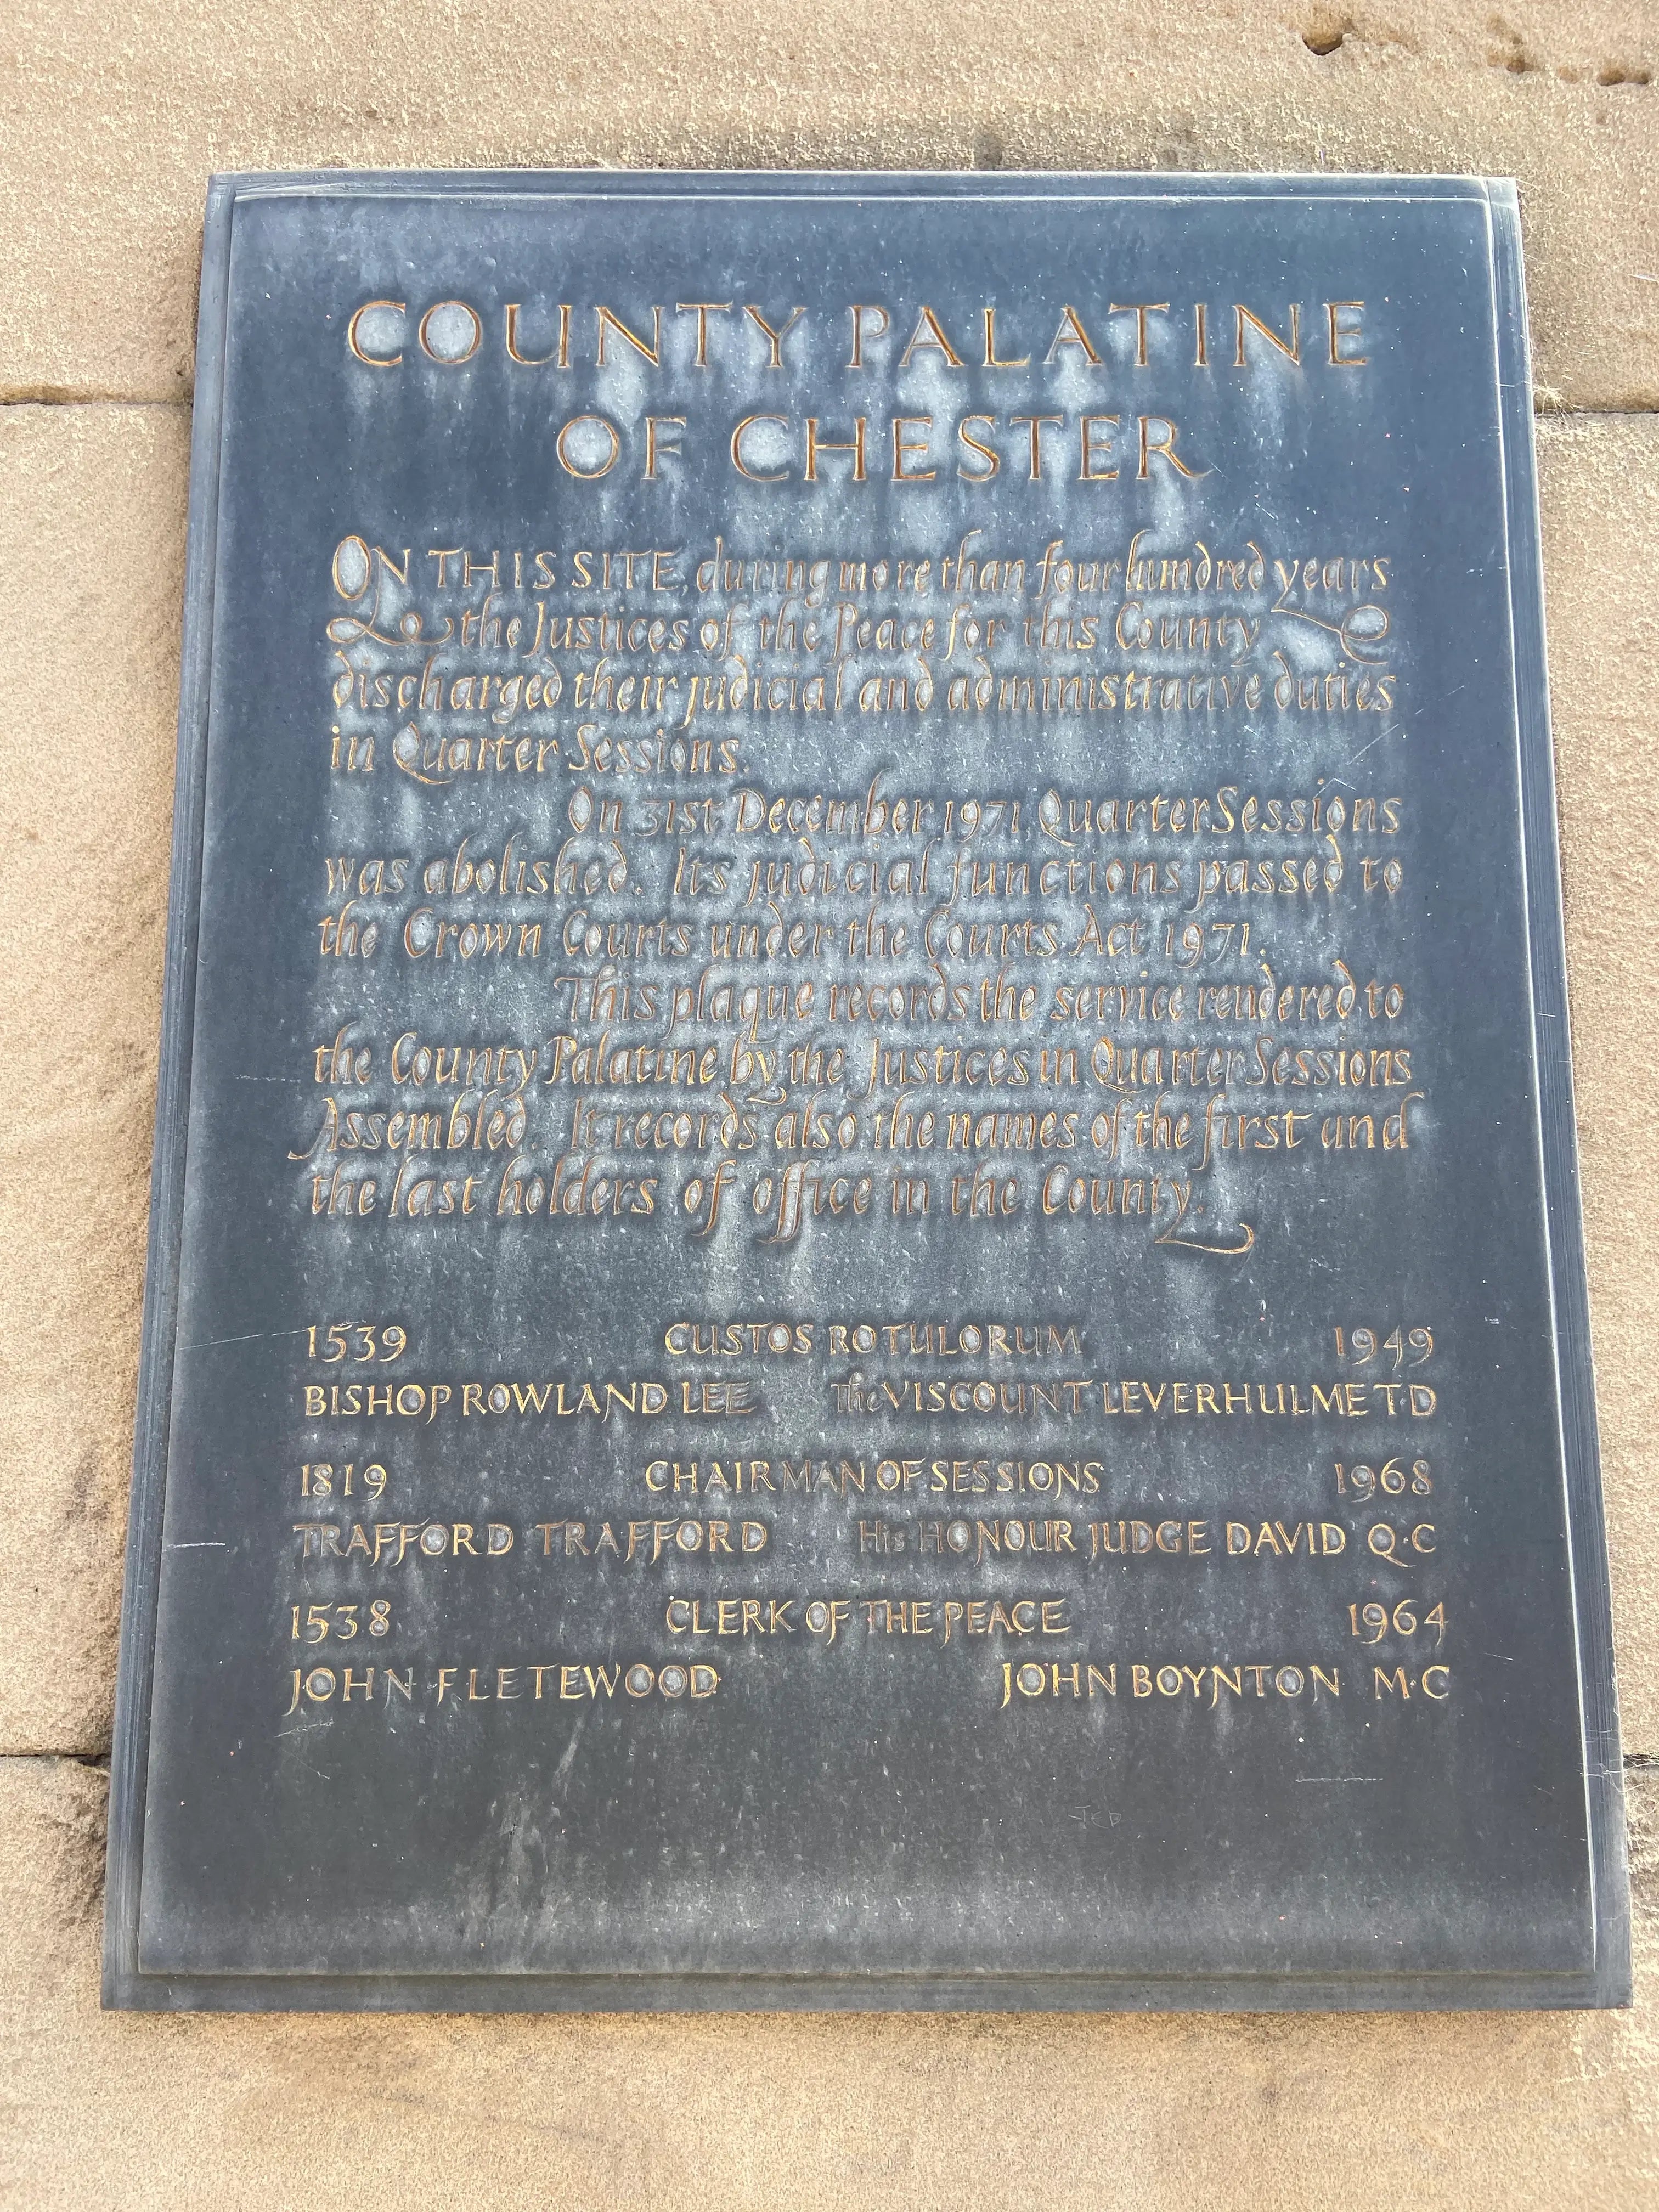 COUNTY PALATINE
OF CHESTER
ON THIS SITE, during more than four hundred years
the Justices of the Peace for this County
discharged their judicial and administrative duties
in Quarter Sessions.
On 31st December 1971, Quarter Sessions
was abolished. Its judicial functions passed to
the Crown Courts under the Courts Act 1971.
This plaque records the service rendered to
the County Palatine by the Justices in Quarter Sessions
Assembled. It records also the names of the first and
the last holders of office in the County.
1539 CUSTOS ROTULORUM 1949
BISHOP ROWLAND LEE The VISCOUNT LEVERHULME T·D
1819 CHAIRMAN OF SESSIONS 1968
TRAFFORD TRAFFORD His HONOUR JUDGE DAVID Q·C
1538 CLERK OF THE PEACE 1964
JOHN FLETEWOOD JOHN BOYNTON M·C